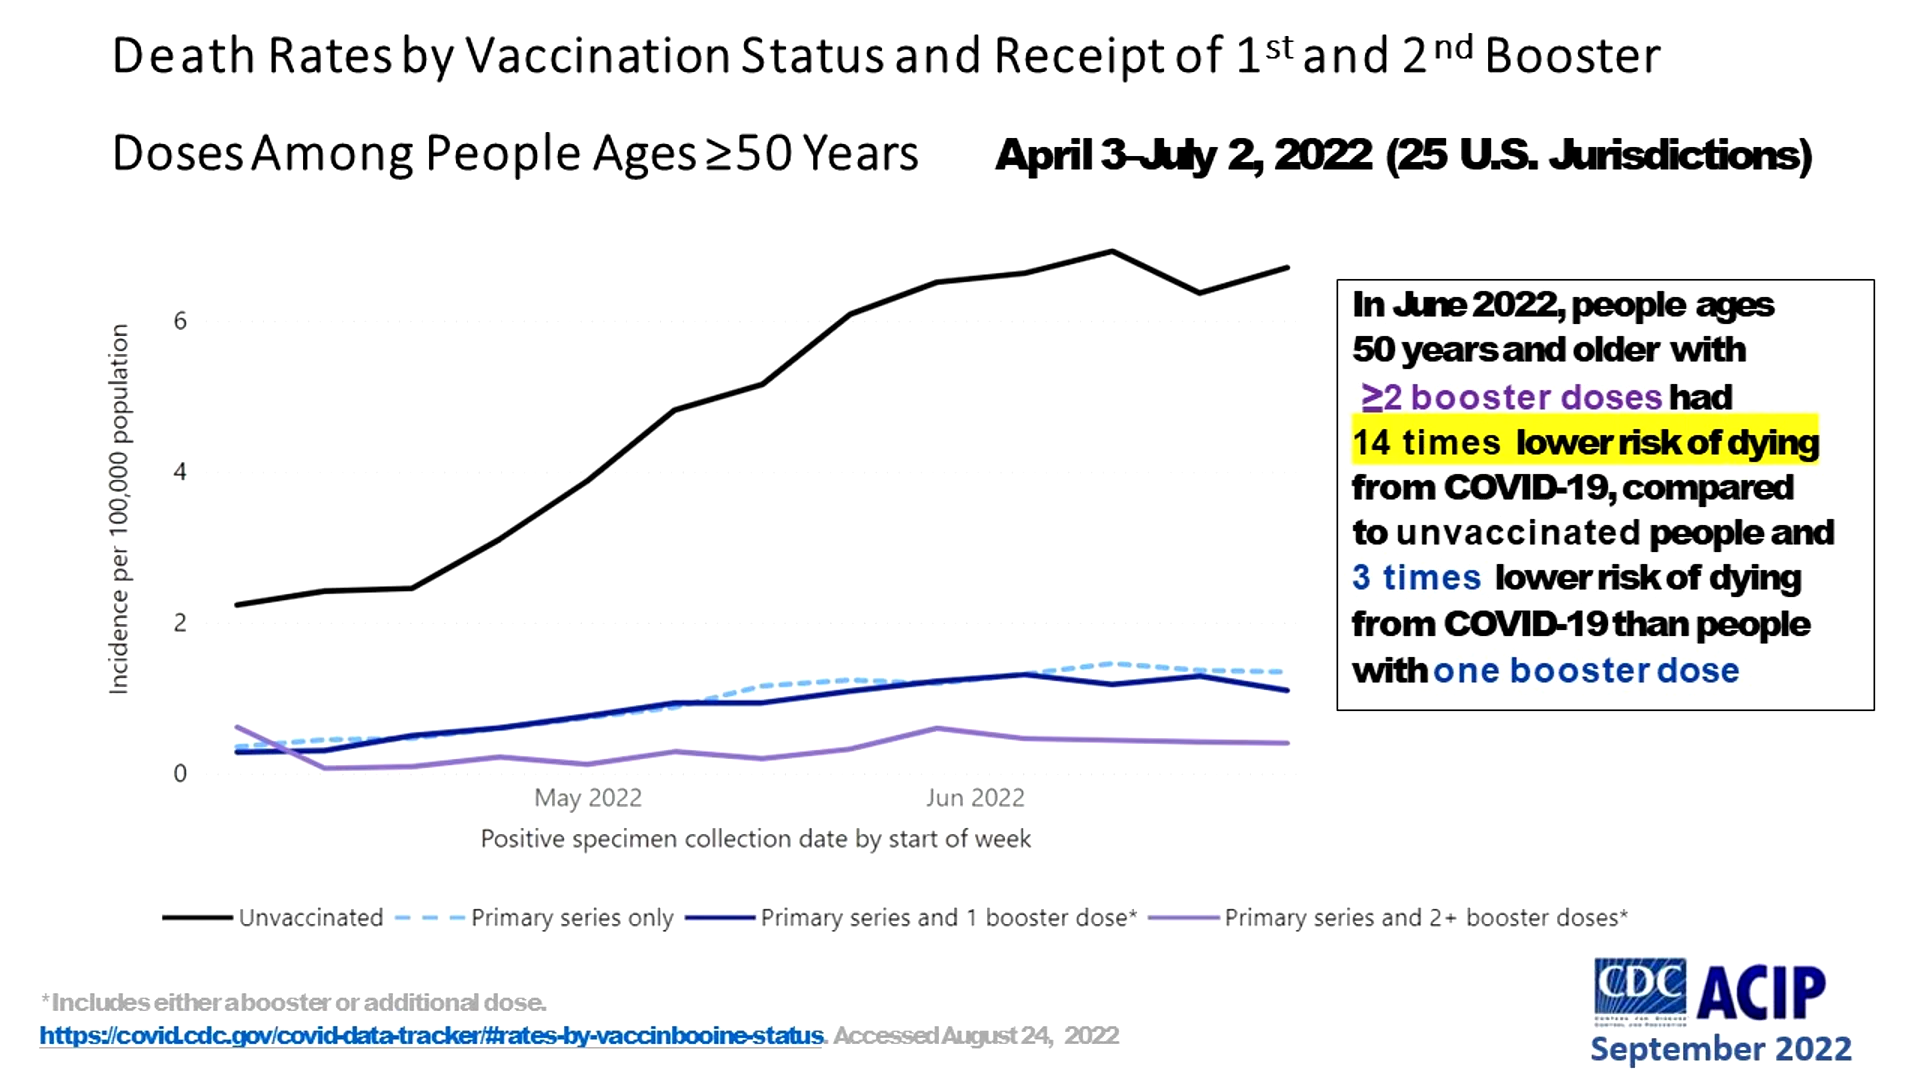 Death Rates by Vaccination Status and Receipt of 1st and 2nd Booster
Doses Among People Ages ≥50 Years April 3–July 2, 2022 (25 U.S. Jurisdictions)
In June 2022, people ages
50 years and older with
≥2 booster doses had
14 times lower risk of dying
from COVID-19, compared
to unvaccinated people and
3 times lower risk of dying
from COVID-19 than people
with one booster dose
Incidence per 100,000 population
6
4
2
0
May 2022 Jun 2022
Positive specimen collection date by start of week
Unvaccinated Primary series only Primary series and 1 booster dose* Primary series and 2+ booster doses*
*Includes either a booster or additional dose.
https://covid.cdc.gov/covid-data-tracker/#rates-by-vaccinbooine-status. Accessed August 24, 2022
CDC ACIP
September 2022